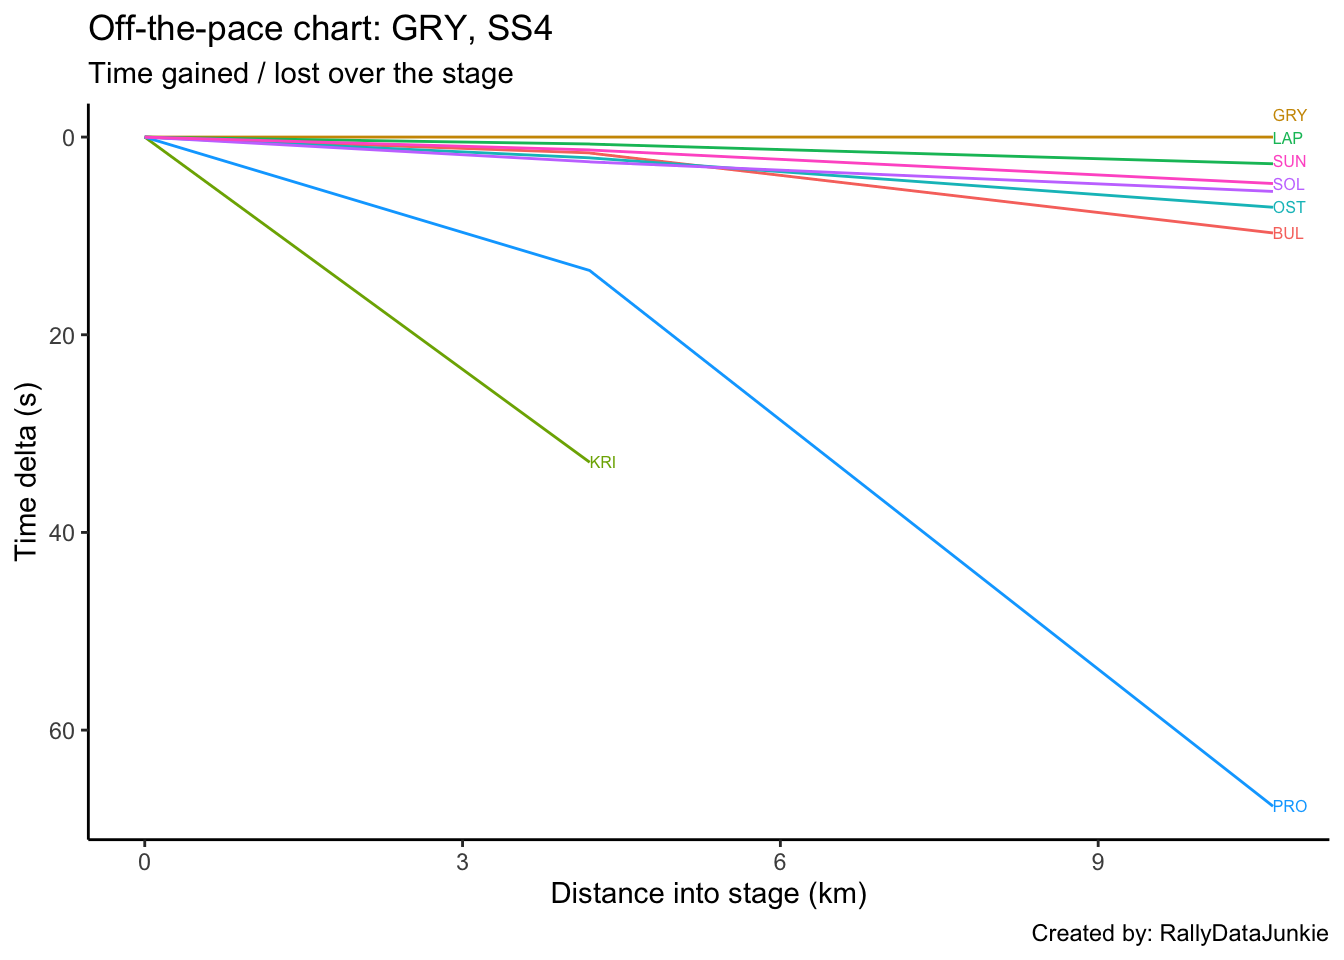 Off-the-pace chart: GRY, SS4
Time gained / lost over the stage
GRY
0
LAP
SUN
SOL
OST
BUL
20
Time delta (s)
KRI
40
60
PRO
0 3 6 9
Distance into stage (km)
Created by: RallyDataJunkie